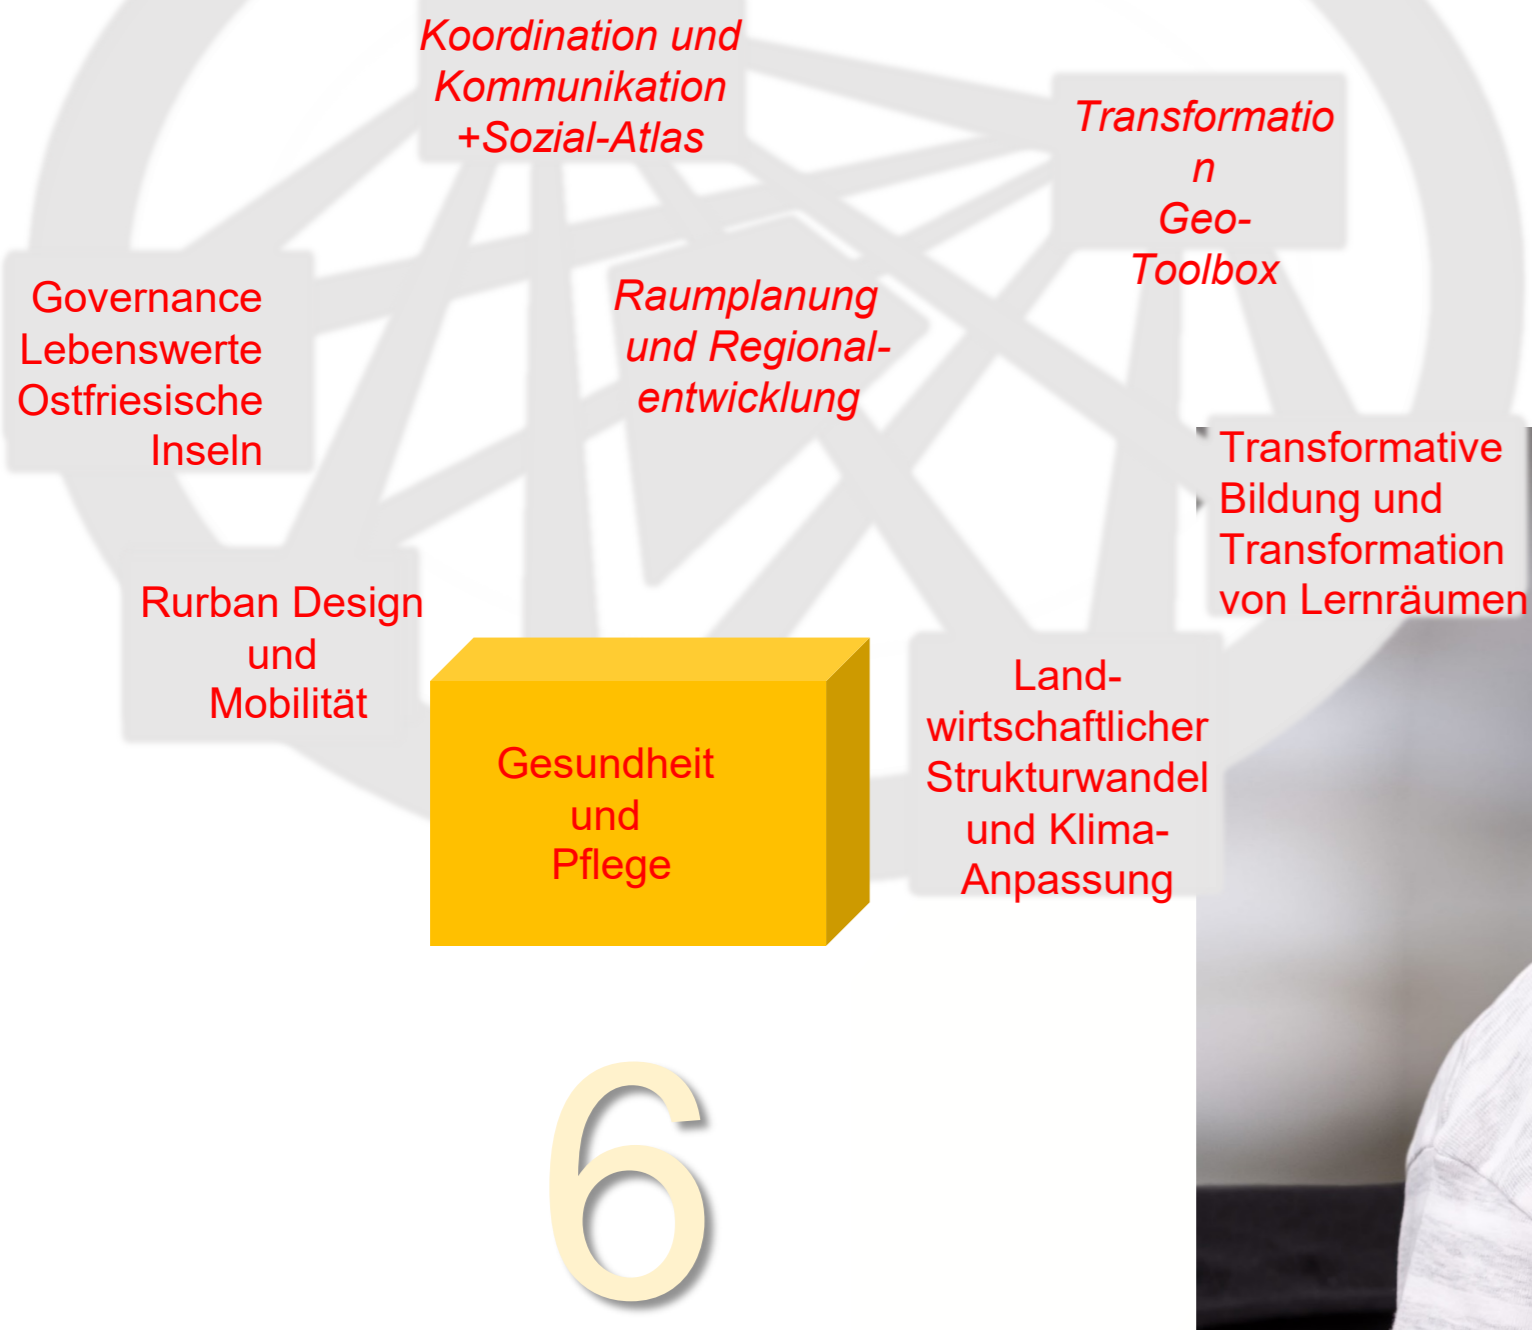 Koordination und
Kommunikation
+Sozial-Atlas
Transformatio
n
Geo-
Toolbox
Governance
Lebenswerte
Ostfriesische
Inseln
Raumplanung
und Regional-
entwicklung
Transformative
Bildung und
Transformation
von Lernräumen
Rurban Design
und
Mobilität
Gesundheit
und
Pflege
Land-
wirtschaftlicher
Strukturwandel
und Klima-
Anpassung
6